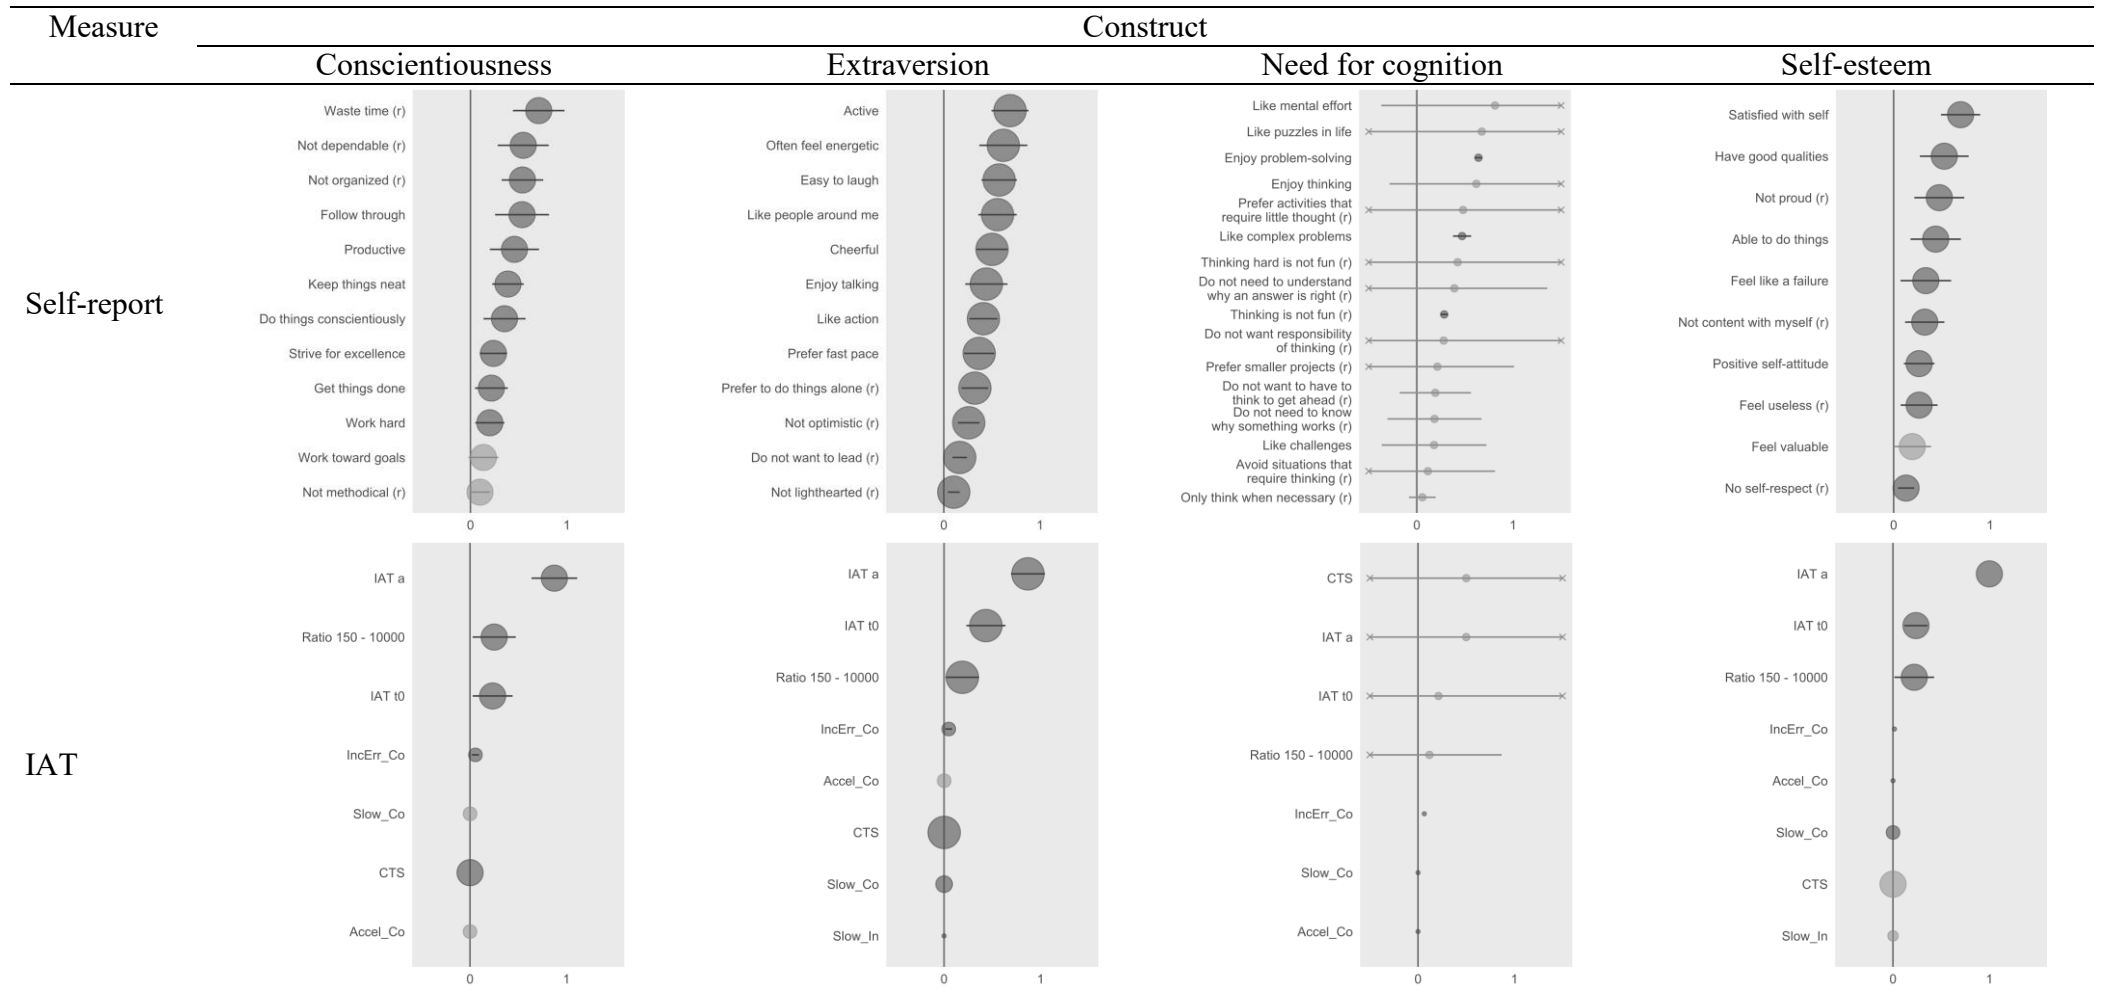 Measure
Construct
Conscientiousness
Extraversion
Need for cognition
Self-esteem
Self-report
Waste time (r)
Not dependable (r)
Not organized (r)
Follow through
Productive
Keep things neat
Do things conscientiously
Strive for excellence
Get things done
Work hard
Work toward goals
Not methodical (r)
0 1
Active
Often feel energetic
Easy to laugh
Like people around me
Cheerful
Enjoy talking
Like action
Prefer fast pace
Prefer to do things alone (r)
Not optimistic (r)
Do not want to lead (r)
Not lighthearted (r)
0 1
Like mental effort
Like puzzles in life
Enjoy problem-solving
Enjoy thinking
Prefer activities that
require little thought (r)
Like complex problems
Thinking hard is not fun (r)
Do not need to understand
why an answer is right (r)
Thinking is not fun (r)
Do not want responsibility
of thinking (r)
Prefer smaller projects (r)
Do not want to have to
think to get ahead (r)
Do not need to know
why something works (r)
Like challenges
Avoid situations that
require thinking (r)
Only think when necessary (r)
0 1
Satisfied with self
Have good qualities
Not proud (r)
Able to do things
Feel like a failure
Not content with myself (r)
Positive self-attitude
Feel useless (r)
Feel valuable
No self-respect (r)
0 1
IAT
IAT a
Ratio 150 - 10000
IAT t0
IncErr_Co
Slow_Co
CTS
Accel_Co
0 1
IAT a
IAT t0
Ratio 150 - 10000
IncErr_Co
Accel_Co
CTS
Slow_Co
Slow_In
0 1
CTS
IAT a
IAT t0
Ratio 150 - 10000
IncErr_Co
Slow_Co
Accel_Co
0 1
IAT a
IAT t0
Ratio 150 - 10000
IncErr_Co
Accel_Co
Slow_Co
CTS
Slow_In
0 1